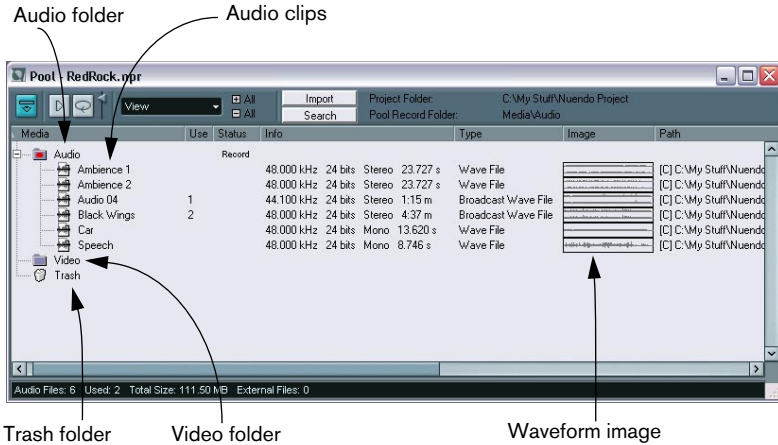 Audio folder
Audio clips
Pool - RedRock.npr
View
All
All
Import
Search
Project Folder: C:\My Stuff\Nuendo Project
Pool Record Folder: Media\Audio
Media Use Status Info Type Image Path
Audio Record
Ambience 1 48.000 kHz 24 bits Stereo 23.727 s Wave File [C] C:\My Stuff\Nuendo
Ambience 2 48.000 kHz 24 bits Stereo 23.727 s Wave File [C] C:\My Stuff\Nuendo
Audio 04 1 44.100 kHz 24 bits Stereo 1:15 m Broadcast Wave File [C] C:\My Stuff\Nuendo
Black Wings 2 48.000 kHz 24 bits Stereo 4:37 m Broadcast Wave File [C] C:\My Stuff\Nuendo
Car 48.000 kHz 24 bits Mono 13.620 s Wave File [C] C:\My Stuff\Nuendo
Speech 48.000 kHz 24 bits Mono 8.746 s Wave File [C] C:\My Stuff\Nuendo
Video
Trash
Audio Files: 6 Used: 2 Total Size: 111.50 MB External Files: 0
Trash folder
Video folder
Waveform image